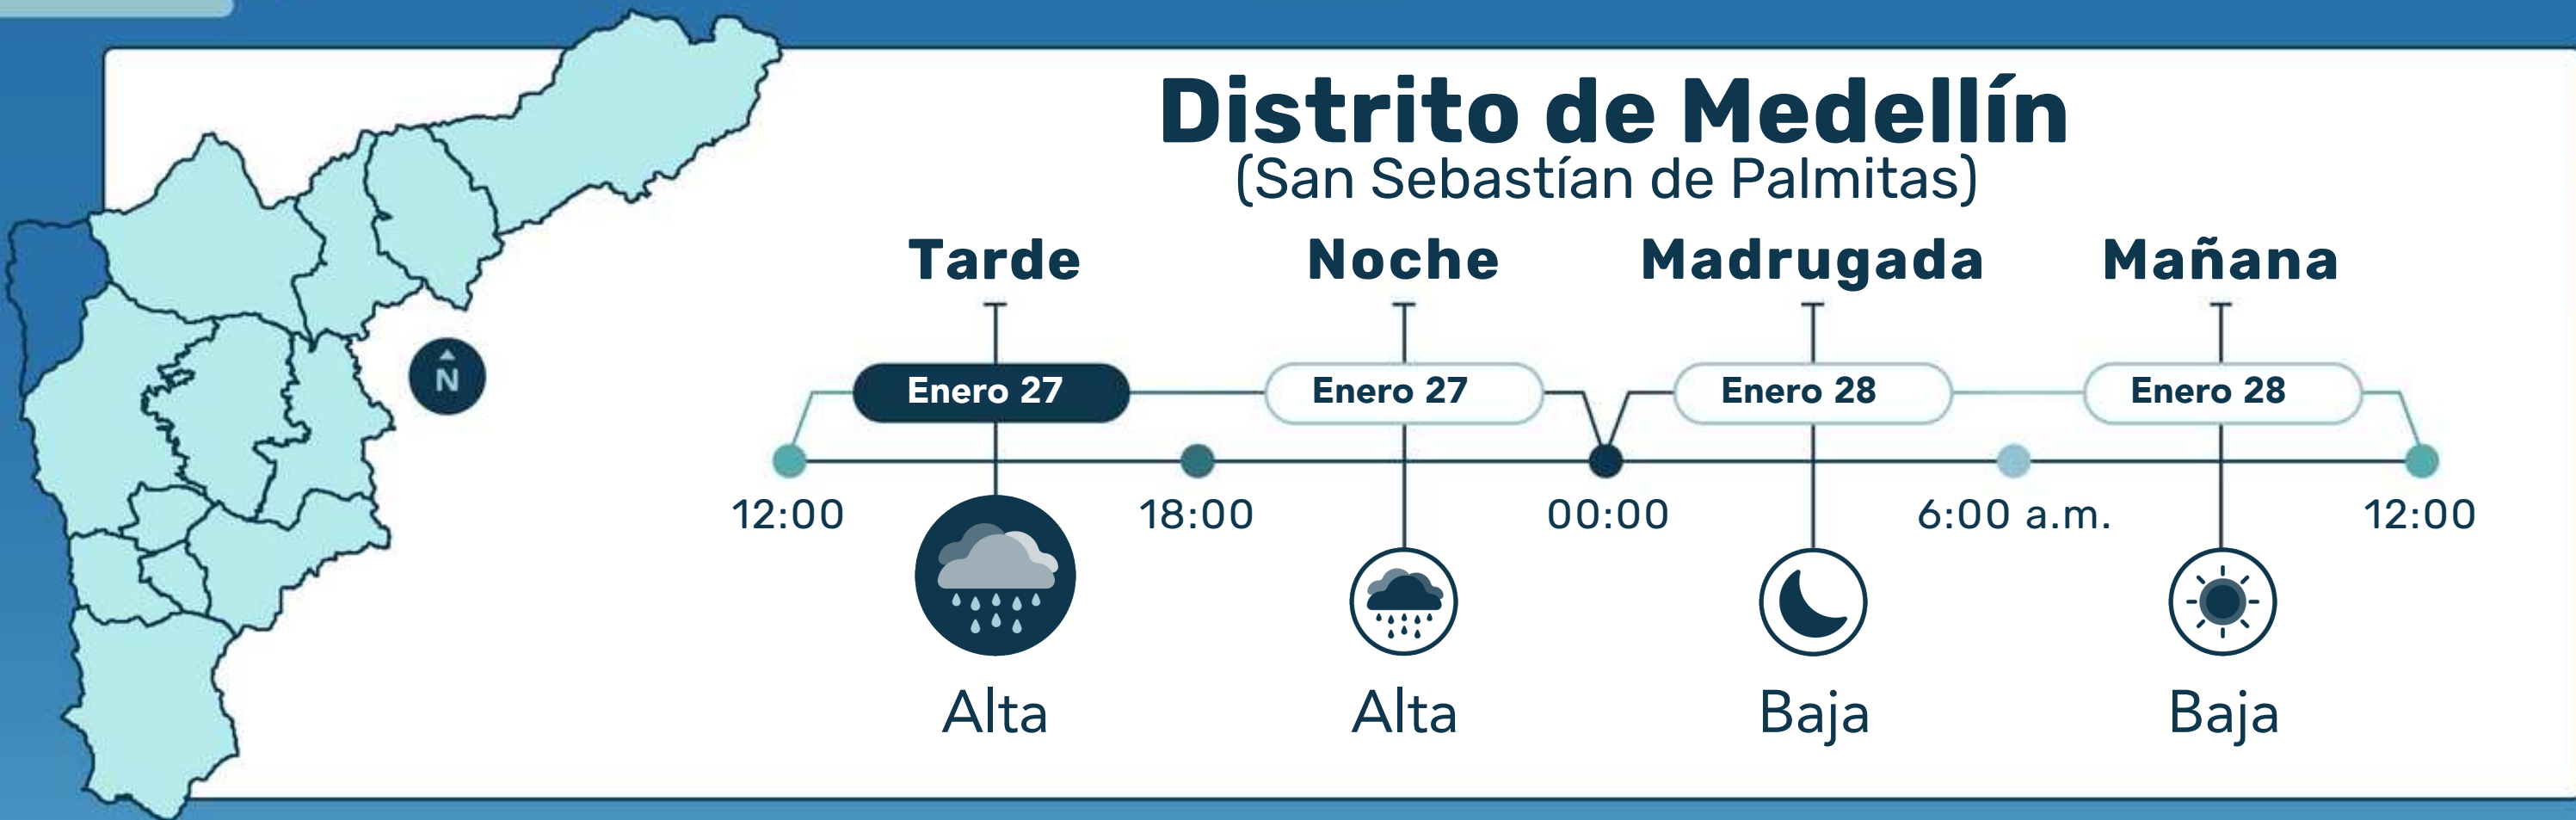 Distrito de Medellín
(San Sebastían de Palmitas)
Tarde Noche Madrugada Mañana
Enero 27 Enero 27 Enero 28 Enero 28
N
12:00 18:00 00:00 6:00 a.m. 12:00
Alta Alta Baja Baja